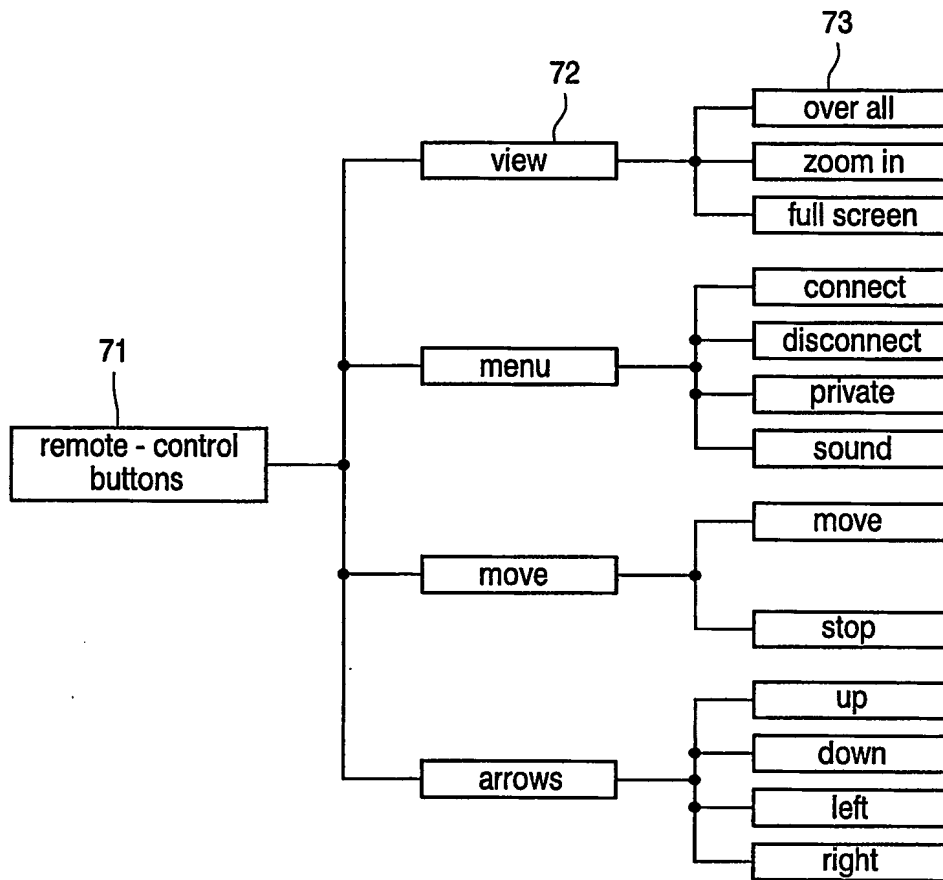 73
72
over all
view
zoom in
full screen
connect
71
disconnect
menu
private
remote - control
buttons
sound
move
move
stop
up
down
arrows
left
right